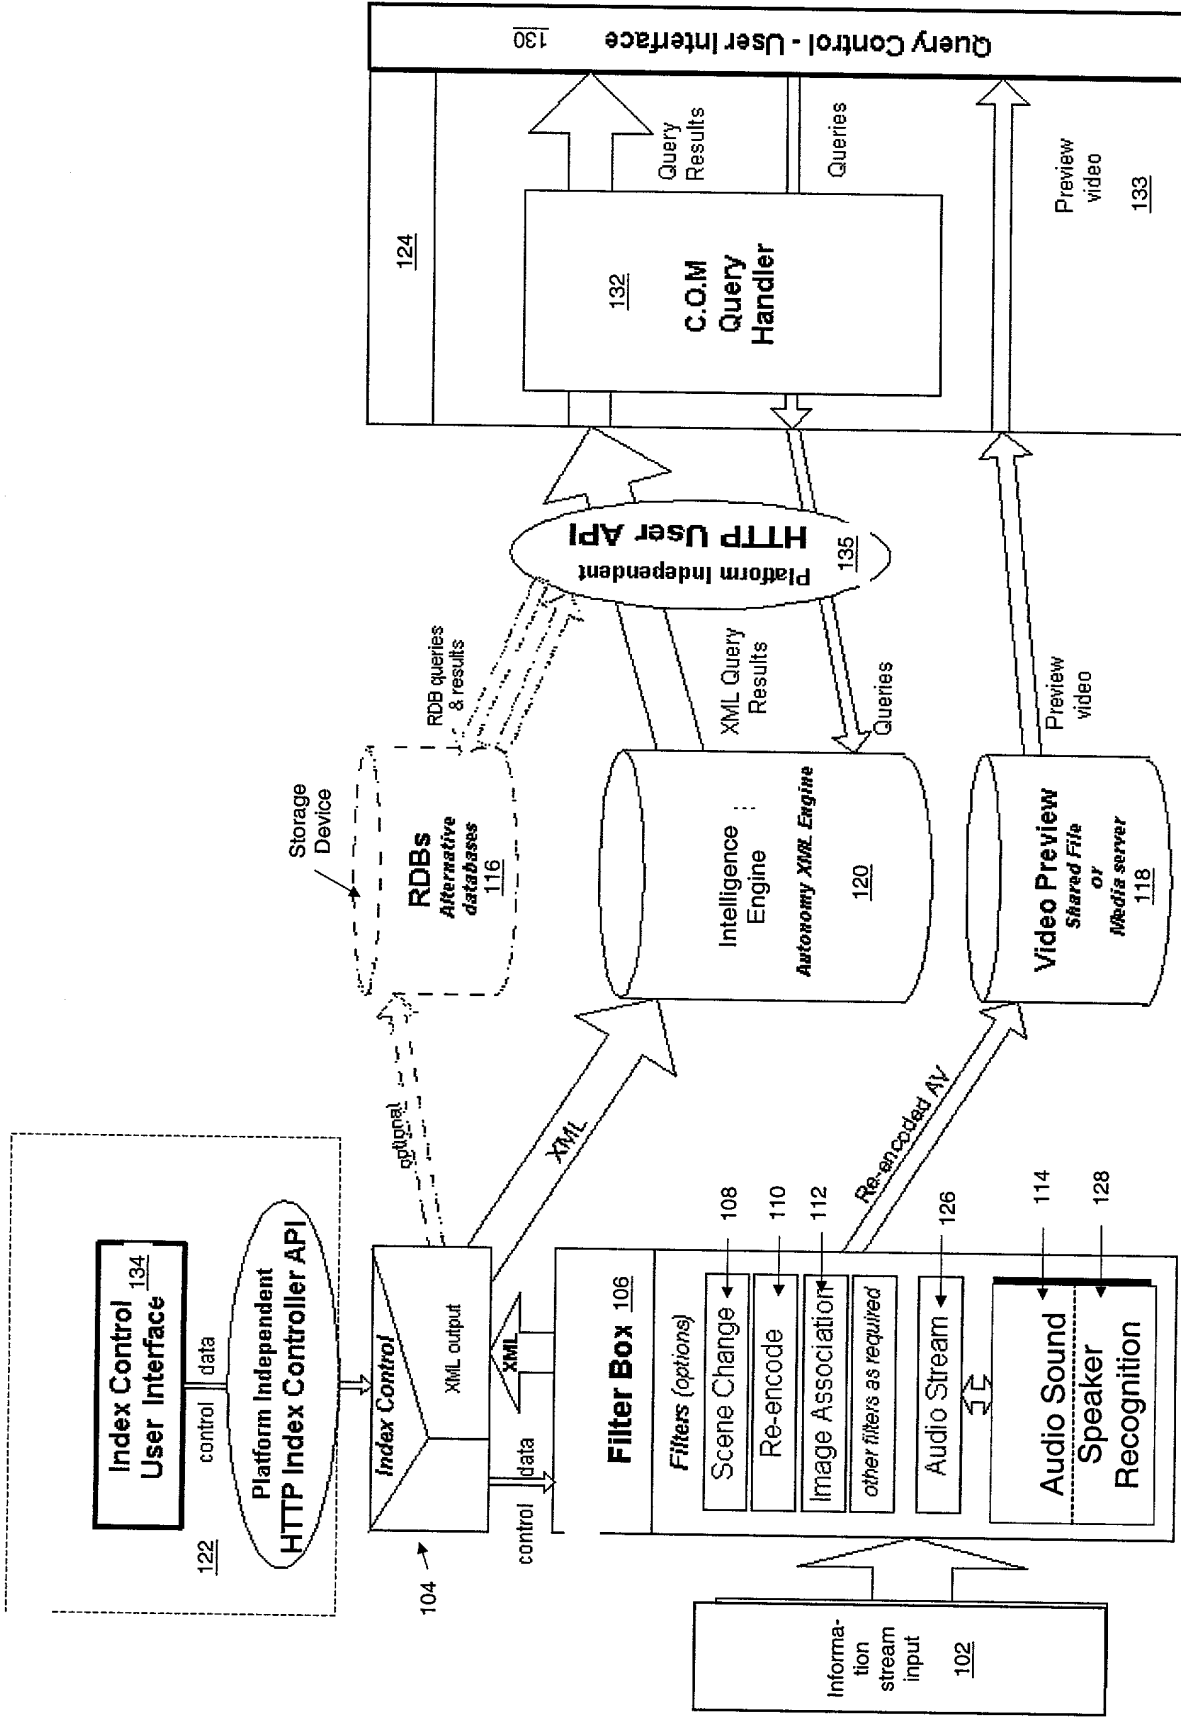 Index Control
User Interface
134
control
data
Platform Independent
HTTP Index Controller API
122
104
Index Control
XML output
control
data
XML
optional
XML
Filter Box 106
Filters (options)
Scene Change
Re-encode
Image Association
other filters as required
Audio Stream
Audio Sound
Speaker
Recognition
108
110
112
126
114
128
Informa-
tion
stream
input
102
Re-encoded AV
Storage
Device
RDBs
Alternative
databases
116
Intelligence
Engine
Autonomy XML Engine
120
Video Preview
Shared File
or
Media server
118
RDB queries
& results
XML Query
Results
Queries
Preview
video
Platform Independent
HTTP User API
135
124
132
C.O.M
Query
Handler
Query
Results
Queries
Preview
video
133
Query Control - User Interface
130